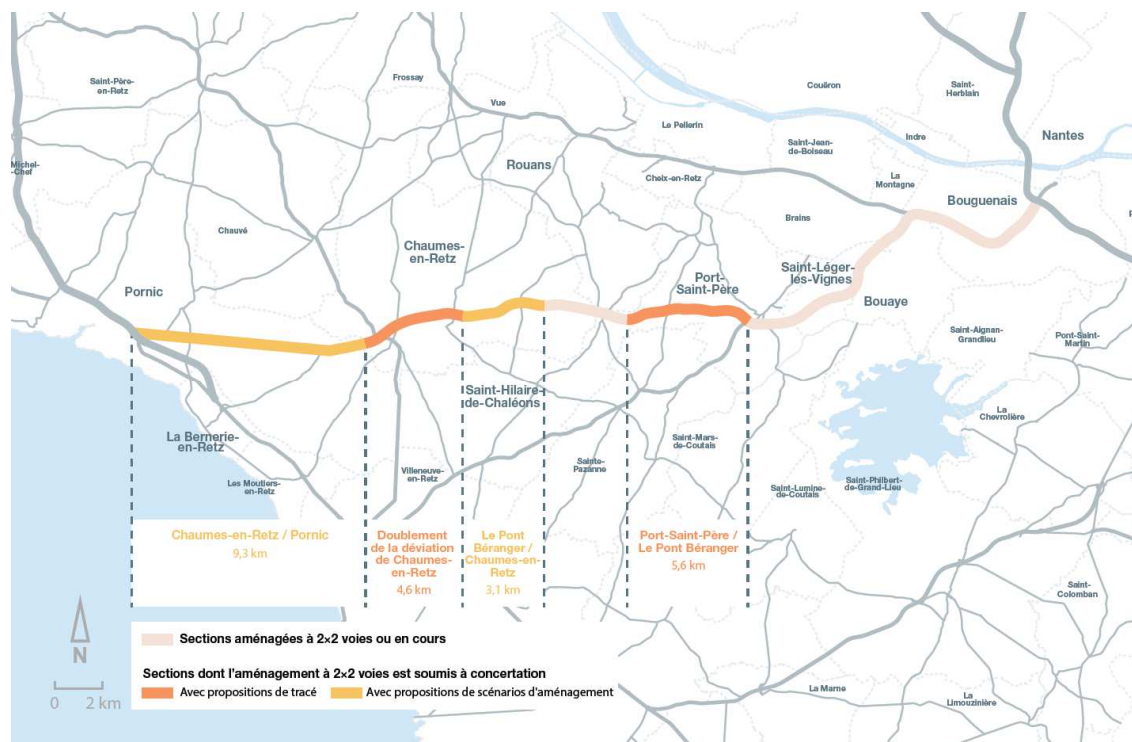 Saint-Père-
en-Retz
Frossay
Vue
Couëron
Saint-
Herblain
Nantes
Le Pellerin
Indre
Saint-Jean-
de-Boiseau
Michel-
Chef
Rouans
Cheix-en-Retz
La
Montagne
Bouguenais
Brains
Chauvé
Chaumes-
en-Retz
Port-
Saint-Père
Saint-Léger-
les-Vignes
Pornic
Bouaye
Saint-Aignan-
Grandlieu
Pont-Saint-
Martin
Saint-Hilaire-
de-Chaléons
La
Chevrolière
La Bernerie-
en-Retz
Saint-Mars-
de-Coutais
Les Moutiers-
en-Retz
Villeneuve-
en-Retz
Sainte-
Pazanne
Saint-Lumine-
de-Coutais
Saint-Philbert-
de-Grand-Lieu
Chaumes-en-Retz / Pornic
9,3 km
Doublement
de la déviation
de Chaumes-
en-Retz
4,6 km
Le Pont
Béranger /
Chaumes-en-
Retz
3,1 km
Port-Saint-Père /
Le Pont Béranger
5,6 km
Saint-
Colomban
La Marne
La
Limouzinière
N
0 2 km
Sections aménagées à 2×2 voies ou en cours
Sections dont l'aménagement à 2×2 voies est soumis à concertation
Avec propositions de tracé
Avec propositions de scénarios d'aménagement